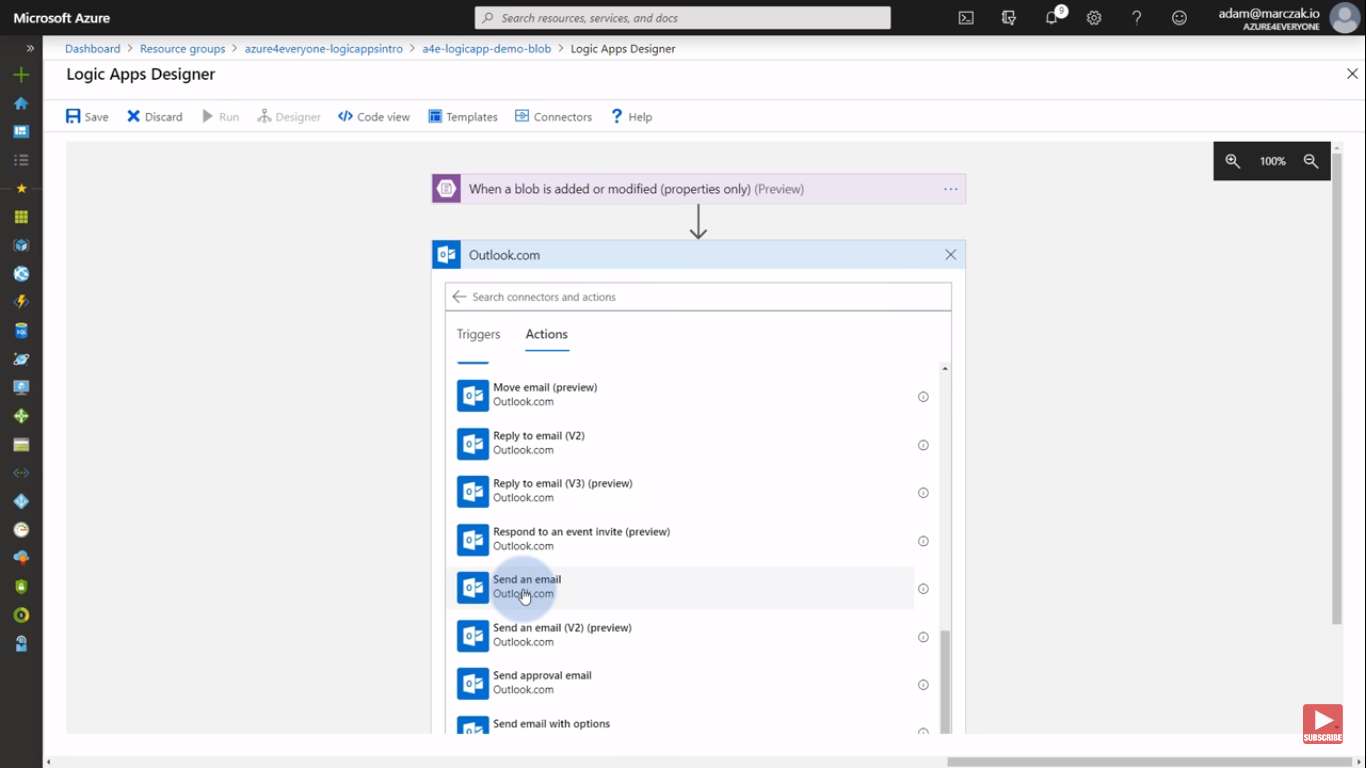 Microsoft Azure
Search resources, services, and docs
9
adam@marczak.io
AZURE4EVERYONE
Dashboard > Resource groups > azure4everyone-logicappsintro > a4e-logicapp-demo-blob > Logic Apps Designer
Logic Apps Designer
Save Discard Run Designer Code view Templates Connectors Help
100%
When a blob is added or modified (properties only) (Preview)
Outlook.com
Search connectors and actions
Triggers Actions
Move email (preview)
Outlook.com
Reply to email (V2)
Outlook.com
Reply to email (V3) (preview)
Outlook.com
Respond to an event invite (preview)
Outlook.com
Send an email
Outlook.com
Send an email (V2) (preview)
Outlook.com
Send approval email
Outlook.com
Send email with options
SUBSCRIBE